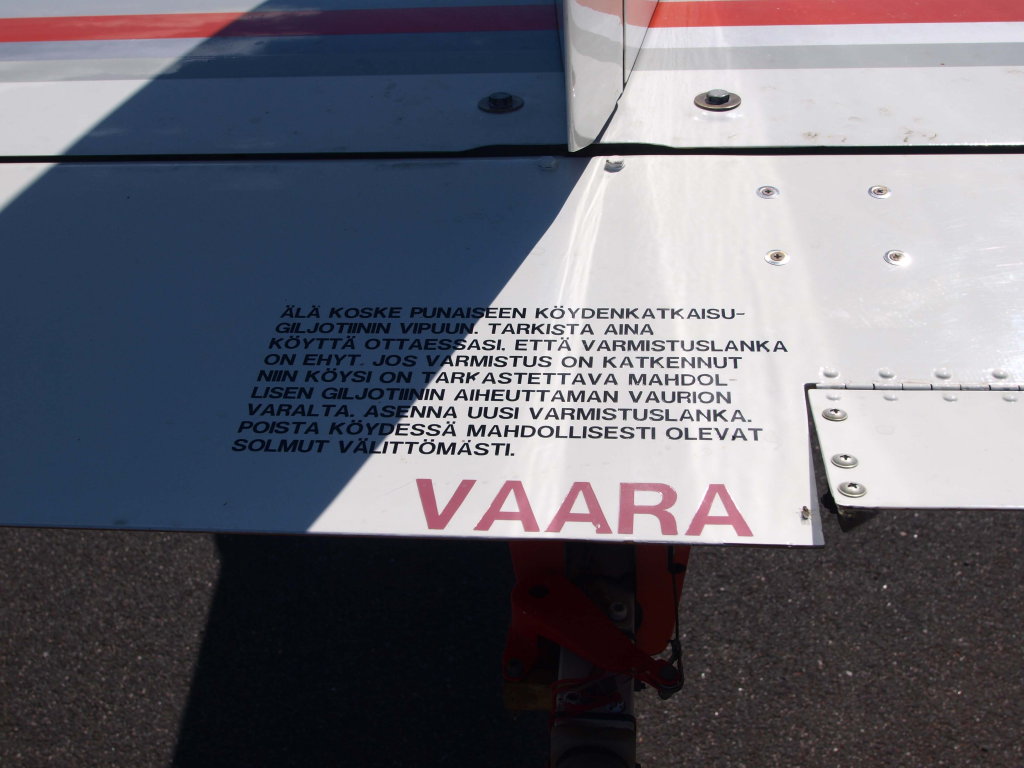 ÄLÄ KOSKE PUNAISEEN KÖYDENKATKAISU-
GILJOTIININ VIPUUN. TARKISTA AINA
KÖYTTÄ OTTAESSASI. ETTÄ VARMISTUSLANKA
ON EHYT. JOS VARMISTUS ON KATKENNUT
NIIN KÖYSI ON TARKASTETTAVA MAHDOL-
LISEN GILJOTIININ AIHEUTTAMAN VAURION
VARALTA. ASENNA UUSI VARMISTUSLANKA.
POISTA KÖYDESSÄ MAHDOLLISESTI OLEVAT
SOLMUT VÄLITTÖMÄSTI.
VAARA